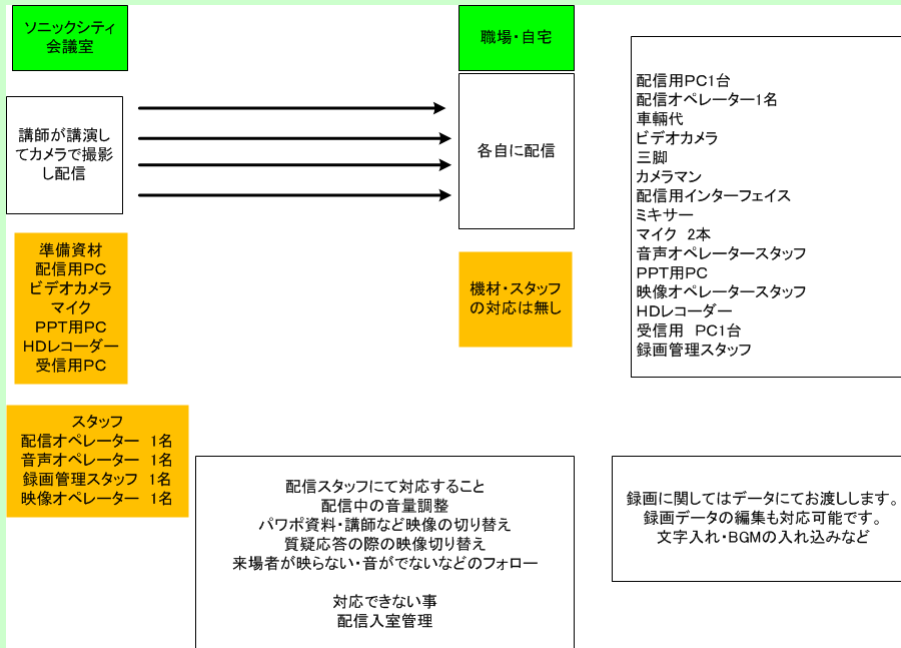 ソニックシティ
会議室
職場・自宅
講師が講演し
てカメラで撮影
し配信
各自に配信
配信用PC1台
配信オペレーター1名
車輛代
ビデオカメラ
三脚
カメラマン
配信用インターフェイス
ミキサー
マイク 2本
音声オペレータースタッフ
PPT用PC
映像オペレータースタッフ
HDレコーダー
受信用 PC1台
録画管理スタッフ
準備資材
配信用PC
ビデオカメラ
マイク
PPT用PC
HDレコーダー
受信用PC
機材・スタッフ
の対応は無し
スタッフ
配信オペレーター 1名
音声オペレーター 1名
録画管理スタッフ 1名
映像オペレーター 1名
配信スタッフにて対応すること
配信中の音量調整
パワポ資料・講師など映像の切り替え
質疑応答の際の映像切り替え
来場者が映らない・音がでないなどのフォロー
対応できない事
配信入室管理
録画に関してはデータにてお渡しします。
録画データの編集も対応可能です。
文字入れ・BGMの入れ込みなど